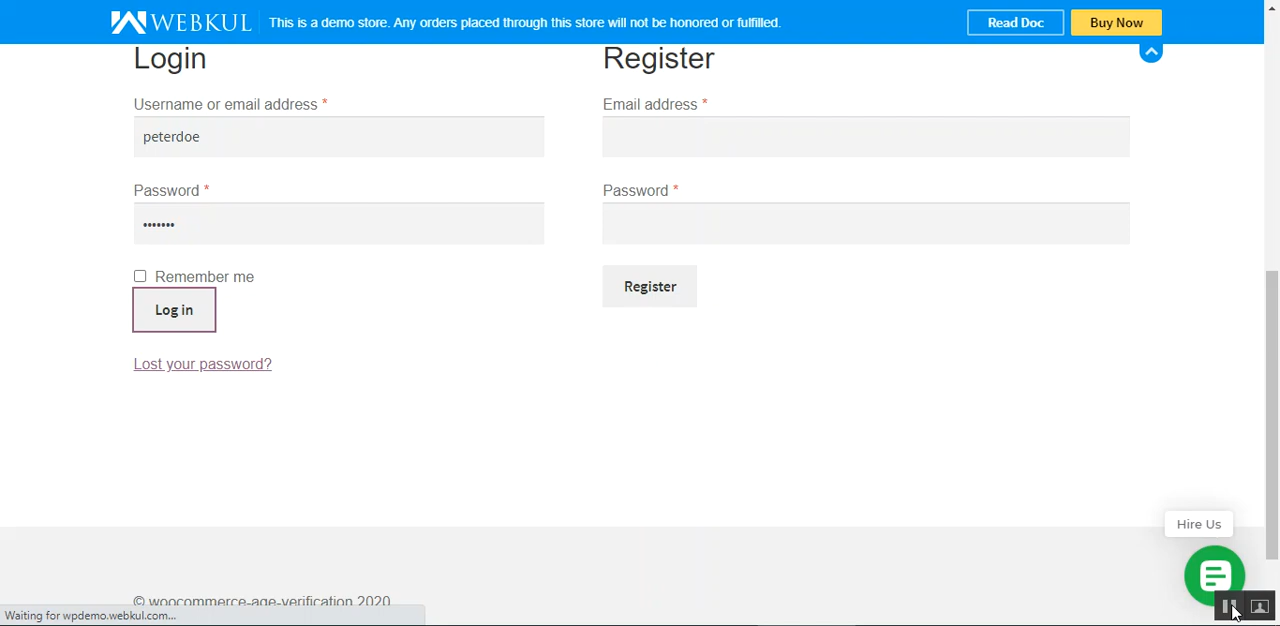 WEBKUL
This is a demo store. Any orders placed through this store will not be honored or fulfilled.
Read Doc
Buy Now
Login
Username or email address *
peterdoe
Password *
•••••••
Remember me
Log in
Lost your password?
Register
Email address *
Password *
Register
Hire Us
© woocommerce-age-verification 2020
Waiting for wpdemo.webkul.com...